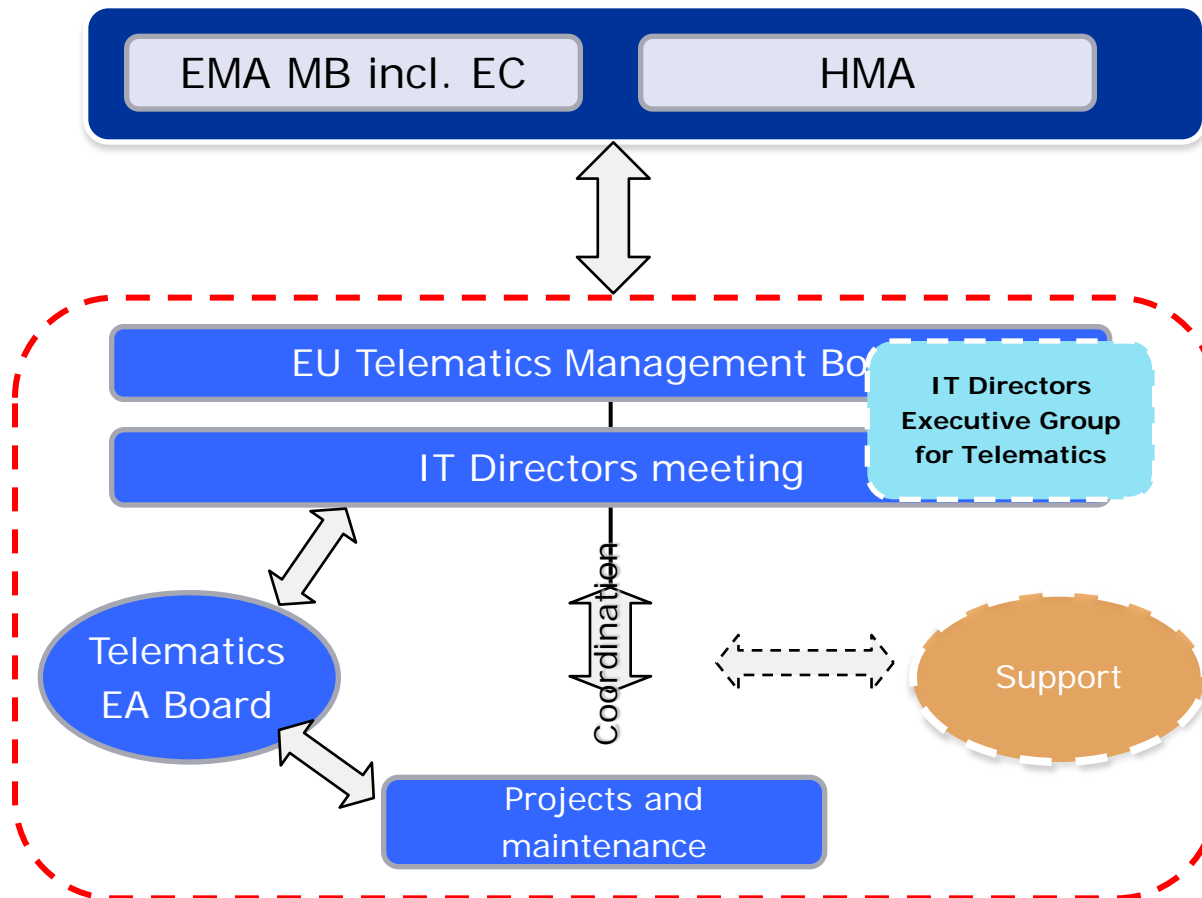 EMA MB incl. EC
HMA
EU Telematics Management Bo
IT Directors
Executive Group
for Telematics
IT Directors meeting
Coordination
Telematics
EA Board
Support
Projects and
maintenance